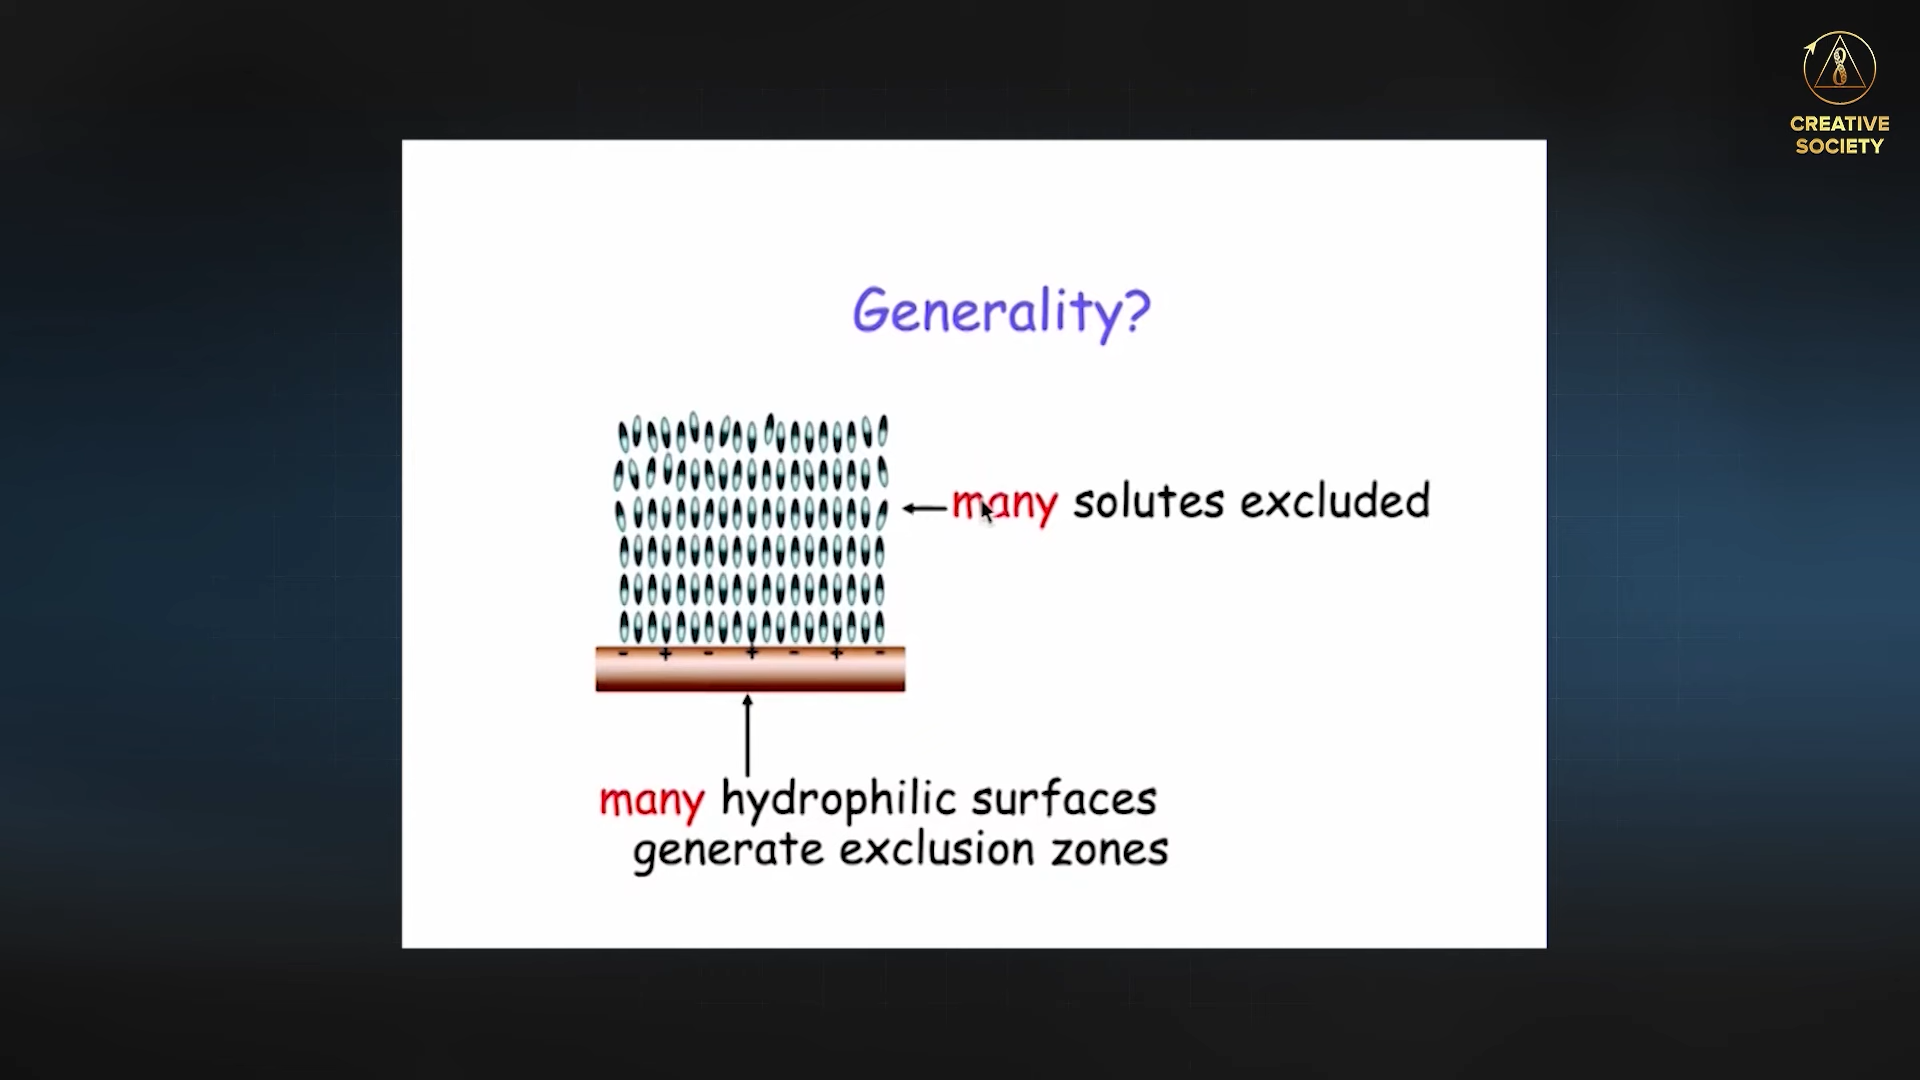 CREATIVE
SOCIETY
Generality?
many solutes excluded
- + - + - + -
many hydrophilic surfaces
generate exclusion zones